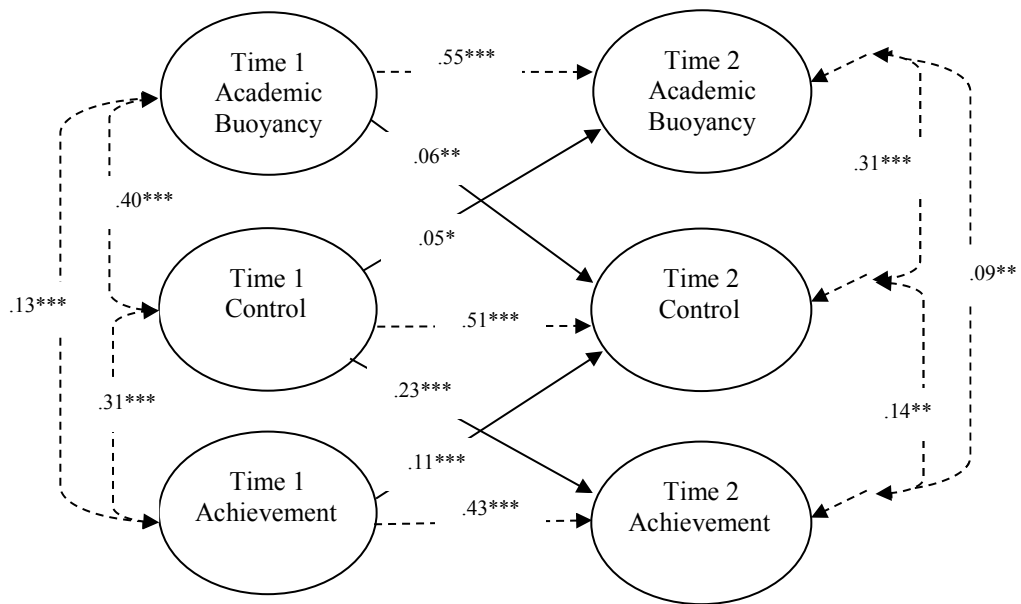 Time 1
Academic
Buoyancy
.55***
Time 2
Academic
Buoyancy
.06**
.31***
.40***
.05*
Time 1
Control
Time 2
Control
.09**
.13***
.51***
.23***
.31***
.14**
.11***
Time 1
Achievement
.43***
Time 2
Achievement